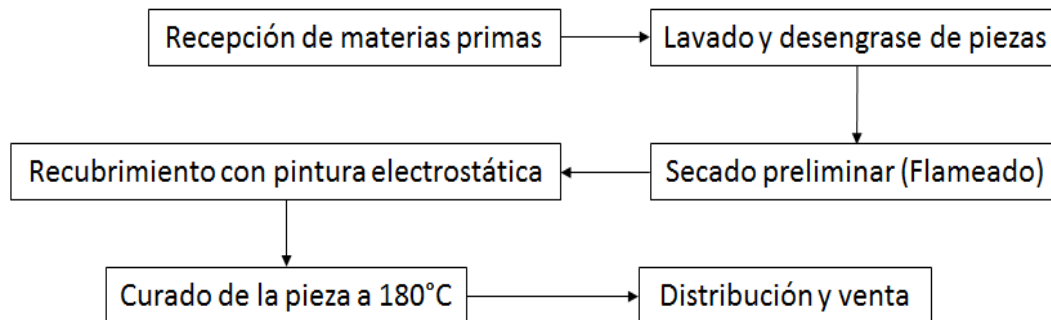 Recepción de materias primas
Lavado y desengrase de piezas
Secado preliminar (Flameado)
Recubrimiento con pintura electrostática
Curado de la pieza a 180°C
Distribución y venta